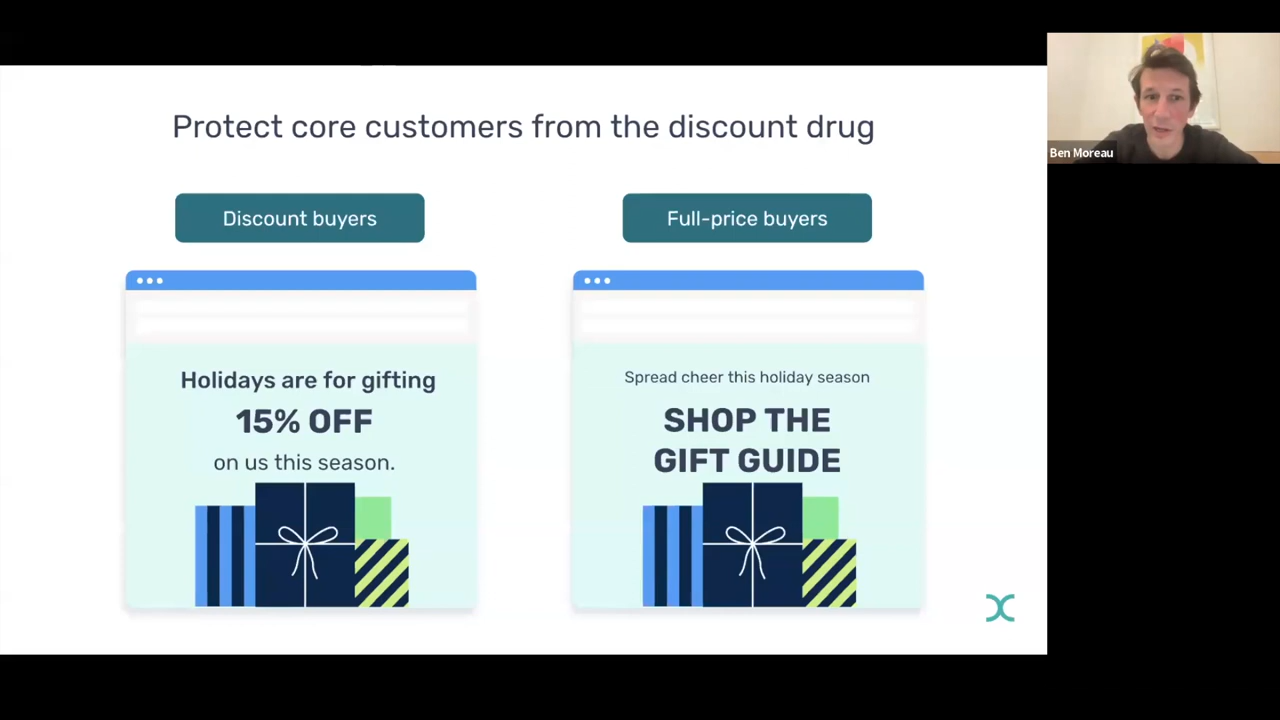 Protect core customers from the discount drug
Discount buyers
Full-price buyers
Holidays are for gifting
15% OFF
on us this season.
Spread cheer this holiday season
SHOP THE
GIFT GUIDE
Ben Moreau